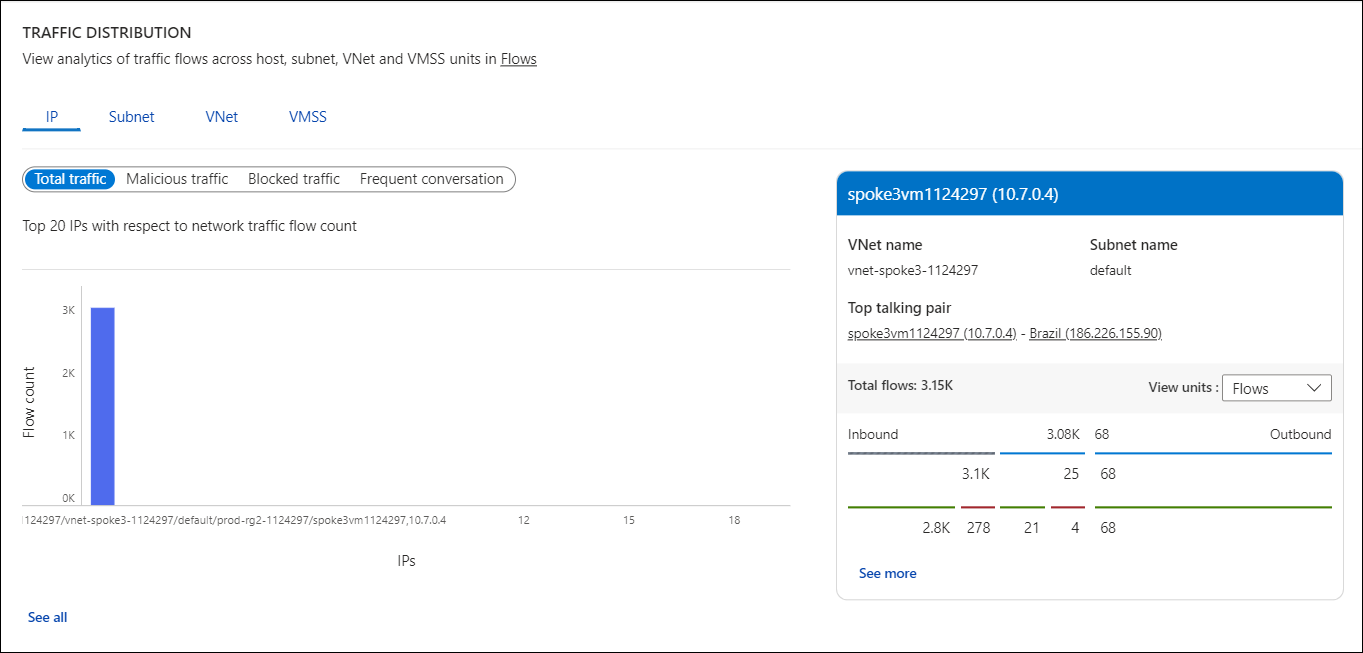 TRAFFIC DISTRIBUTION
View analytics of traffic flows across host, subnet, VNet and VMSS units in Flows
IP Subnet VNet VMSS
Total traffic Malicious traffic Blocked traffic Frequent conversation
Top 20 IPs with respect to network traffic flow count
3K
2K
1K
0K
Flow count
1124297/vnet-spoke3-1124297/default/prod-rg2-1124297/spoke3vm1124297,10.7.0.4 12 15 18
IPs
See all
spoke3vm1124297 (10.7.0.4)
VNet name Subnet name
vnet-spoke3-1124297 default
Top talking pair
spoke3vm1124297 (10.7.0.4) - Brazil (186.226.155.90)
Total flows: 3.15K View units : Flows
Inbound 3.08K 68 Outbound
3.1K 25 68
2.8K 278 21 4 68
See more